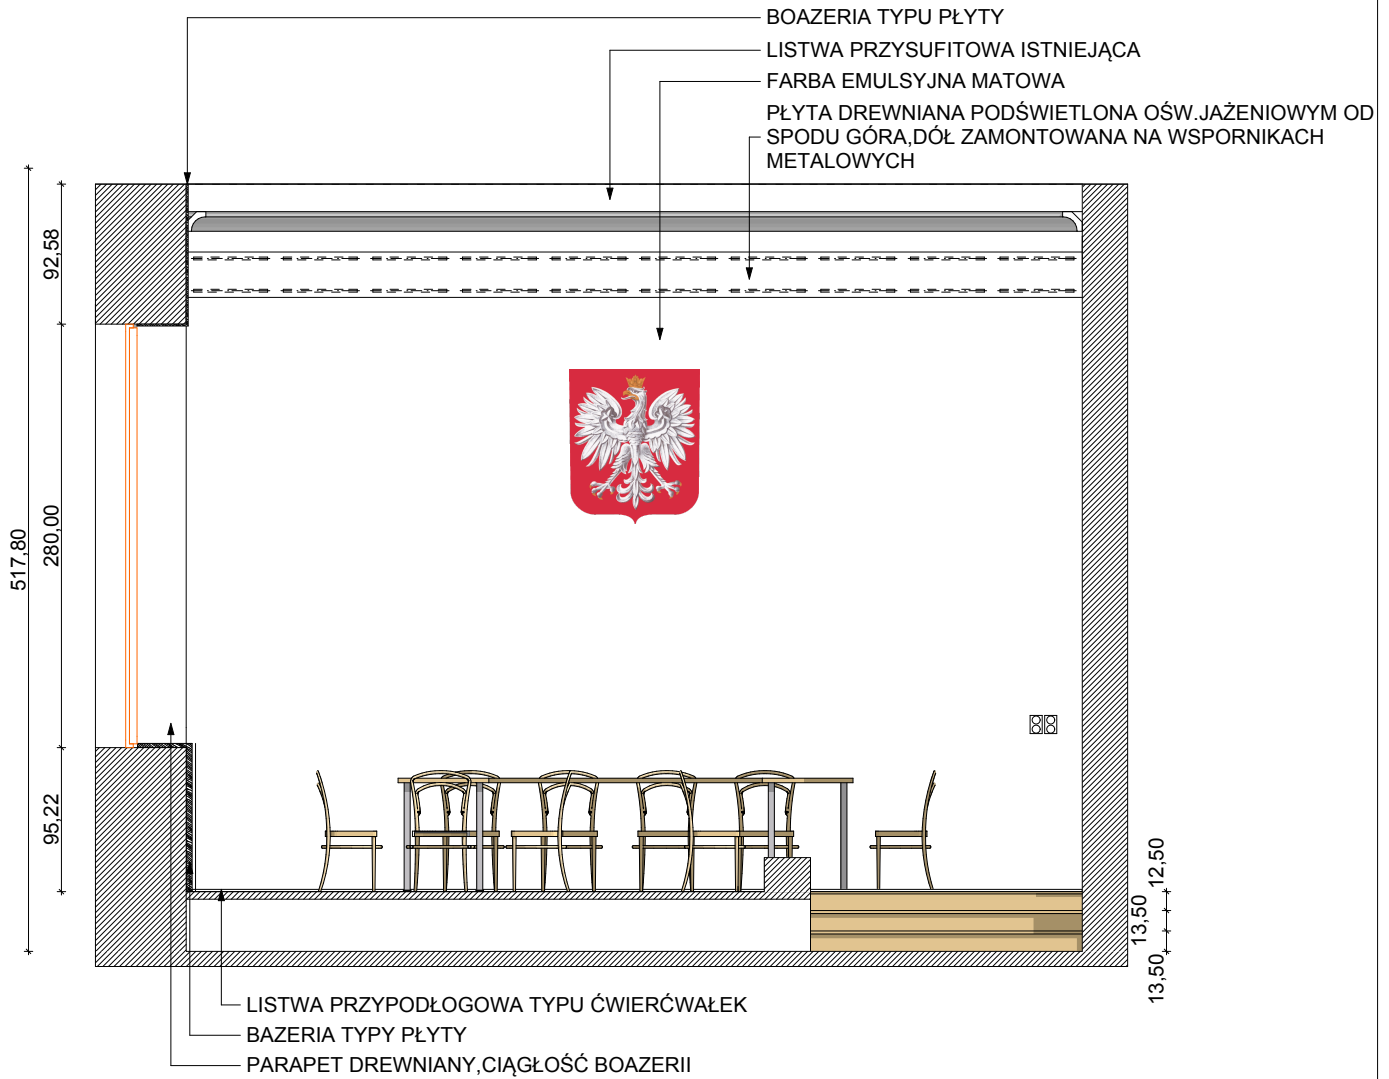 BOAZERIA TYPU PŁYTY
LISTWA PRZYSUFITOWA ISTNIEJĄCA
FARBA EMULSYJNA MATOWA
PŁYTA DREWNIANA PODŚWIETLONA OŚW.JAŻENIOWYM OD
SPODU GÓRA,DÓŁ ZAMONTOWANA NA WSPORNIKACH
METALOWYCH
92,58
280,00
517,80
95,22
12,50
13,50
13,50
LISTWA PRZYPODŁOGOWA TYPU ĆWIERĆWAŁEK
BAZERIA TYPY PŁYTY
PARAPET DREWNIANY,CIĄGŁOŚĆ BOAZERII